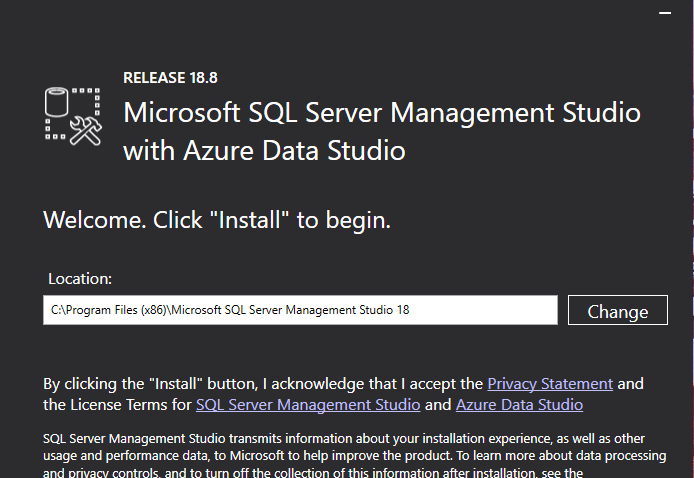 RELEASE 18.8
Microsoft SQL Server Management Studio
with Azure Data Studio
Welcome. Click "Install" to begin.
Location:
C:\Program Files (x86)\Microsoft SQL Server Management Studio 18
Change
By clicking the "Install" button, I acknowledge that I accept the Privacy Statement and
the License Terms for SQL Server Management Studio and Azure Data Studio
SQL Server Management Studio transmits information about your installation experience, as well as other
usage and performance data, to Microsoft to help improve the product. To learn more about data processing
and privacy controls, and to turn off the collection of this information after installation, see the